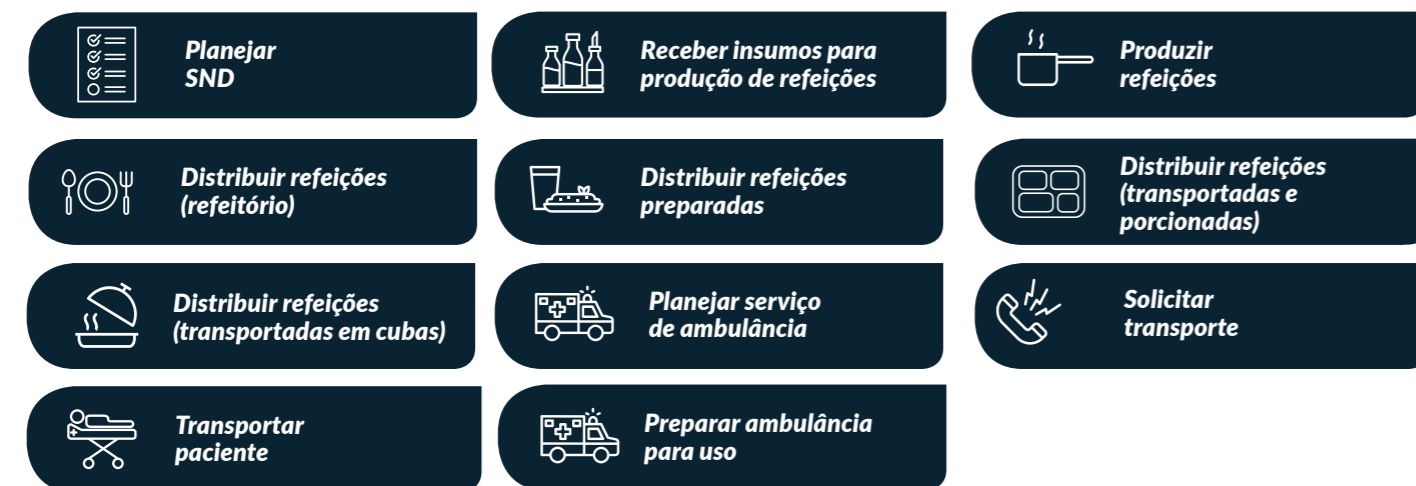 Planejar
SND
Receber insumos para
produção de refeições
Produzir
refeições
Distribuir refeições
(refeitório)
Distribuir refeições
preparadas
Distribuir refeições
(transportadas e
porcionadas)
Distribuir refeições
(transportadas em cubas)
Planejar serviço
de ambulância
Solicitar
transporte
Transportar
paciente
Preparar ambulância
para uso